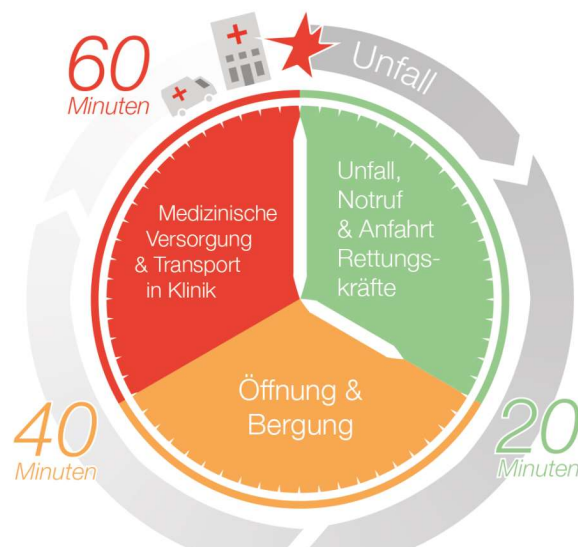 60
Minuten
Unfall
Unfall,
Notruf
& Anfahrt
Rettungs-
kräfte
Medizinische
Versorgung
& Transport
in Klinik
Öffnung &
Bergung
40
Minuten
20
Minuten